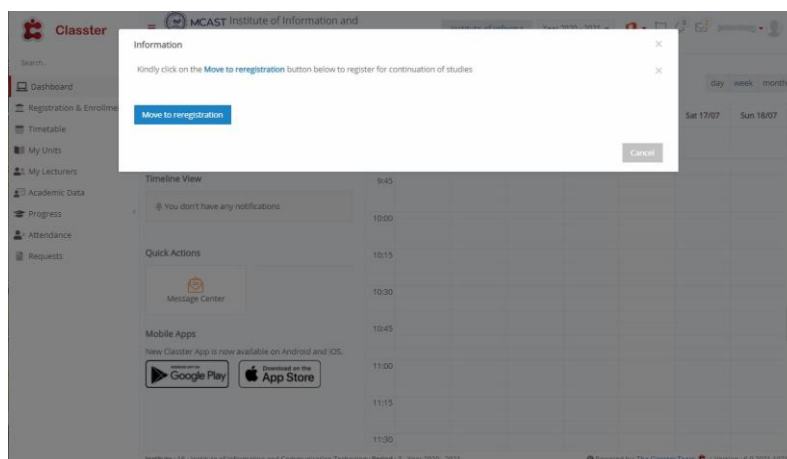 Classter
MCAST Institute of Information and
Year 2020 - 2021
Information
Kindly click on the Move to reregistration button below to register for continuation of studies
Move to reregistration
Cancel
Search..
Dashboard
Registration & Enrollme
Timetable
My Units
My Lecturers
Academic Data
Progress
Attendance
Requests
day week month
Sat 17/07 Sun 18/07
Timeline View
You don't have any notifications
Quick Actions
Message Center
Mobile Apps
New Classter App is now available on Android and iOS.
Google Play
Download on the
App Store
9:45
10:00
10:15
10:30
10:45
11:00
11:15
11:30